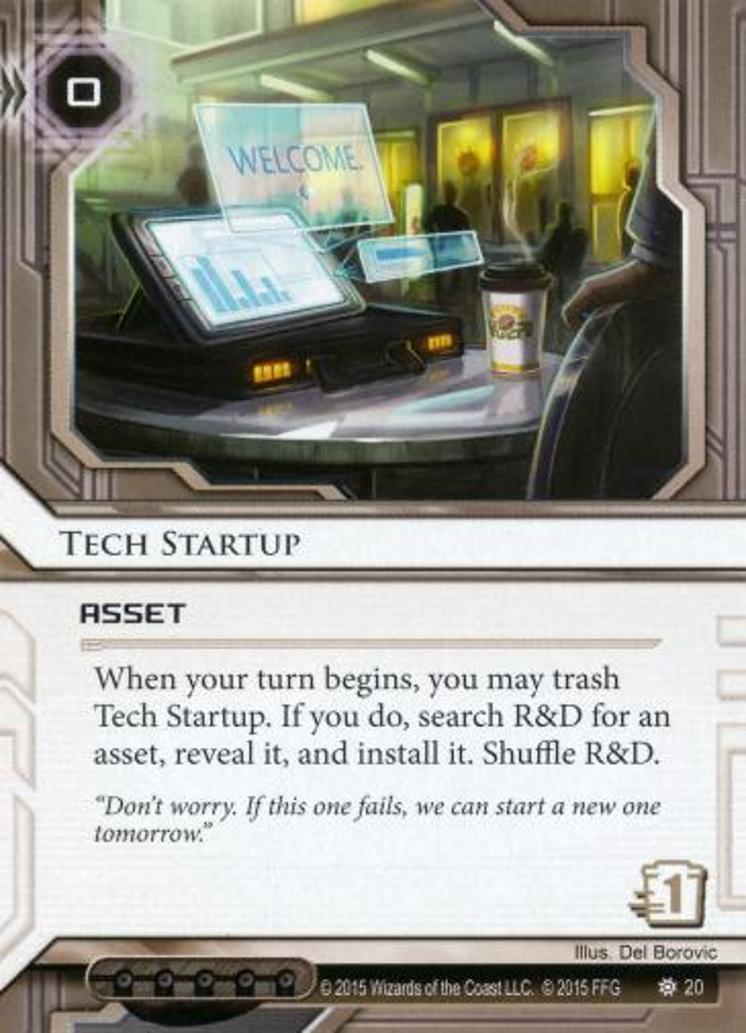 0
WELCOME.
TECH STARTUP
ASSET
When your turn begins, you may trash
Tech Startup. If you do, search R&D for an
asset, reveal it, and install it. Shuffle R&D.
“Don’t worry. If this one fails, we can start a new one
tomorrow.”
1
Illus. Del Borovic
© 2015 Wizards of the Coast LLC. © 2015 FFG
20